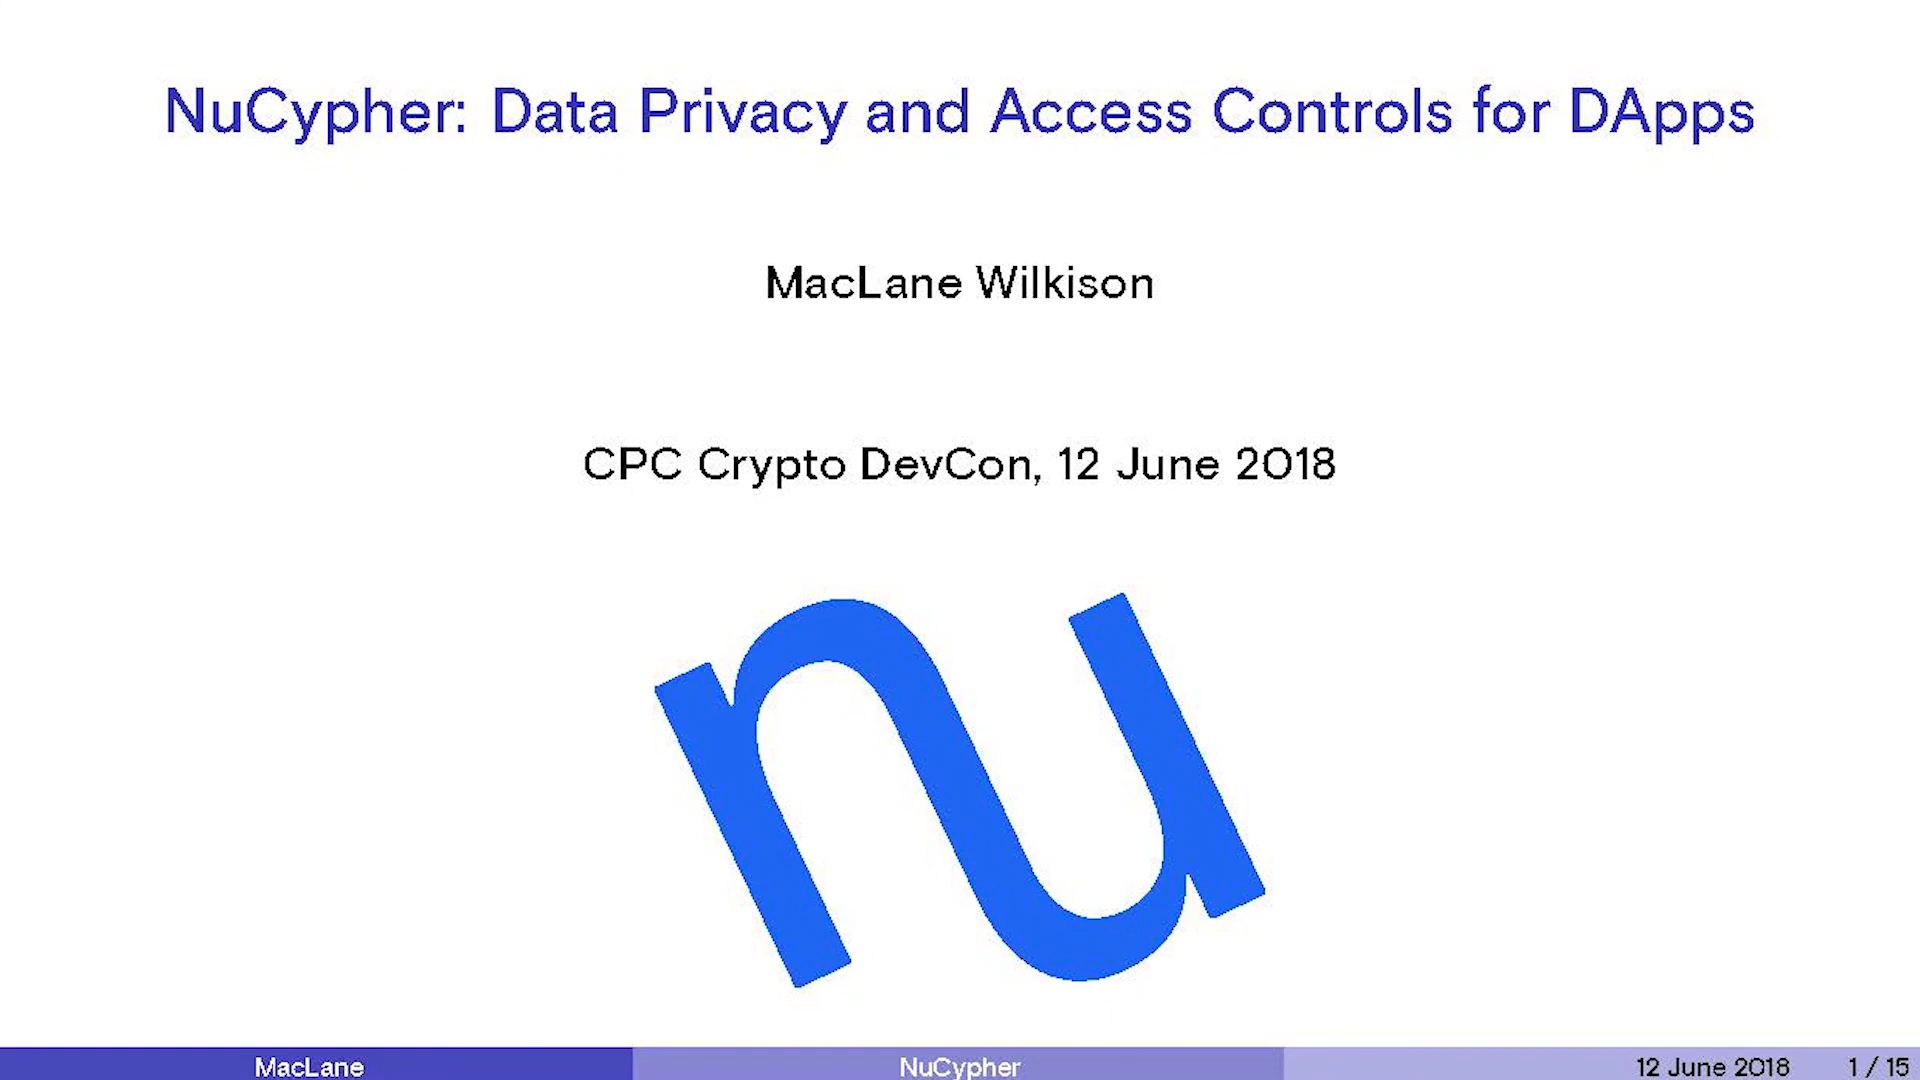 NuCypher: Data Privacy and Access Controls for DApps
MacLane Wilkison
CPC Crypto DevCon, 12 June 2018
nu
MacLane
NuCypher
12 June 2018
1 / 15